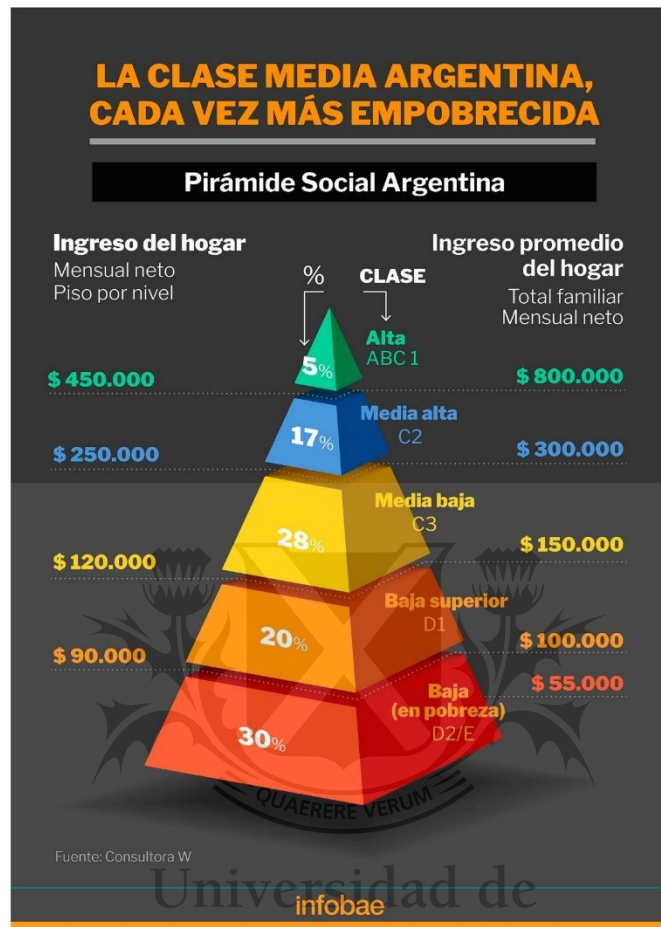 LA CLASE MEDIA ARGENTINA,
CADA VEZ MÁS EMPOBRECIDA
Pirámide Social Argentina
Ingreso del hogar
Mensual neto
Piso por nivel
% CLASE
Ingreso promedio
del hogar
Total familiar
Mensual neto
Alta
ABC 1
5%
$ 450.000
$ 800.000
Media alta
C2
17%
$ 250.000
$ 300.000
Media baja
C3
28%
$ 120.000
$ 150.000
Baja superior
D1
20%
$ 90.000
$ 100.000
$ 55.000
Baja
(en pobreza)
D2/E
30%
QUAERERE VERUM
Fuente: Consultora W
Universidad de
infobae